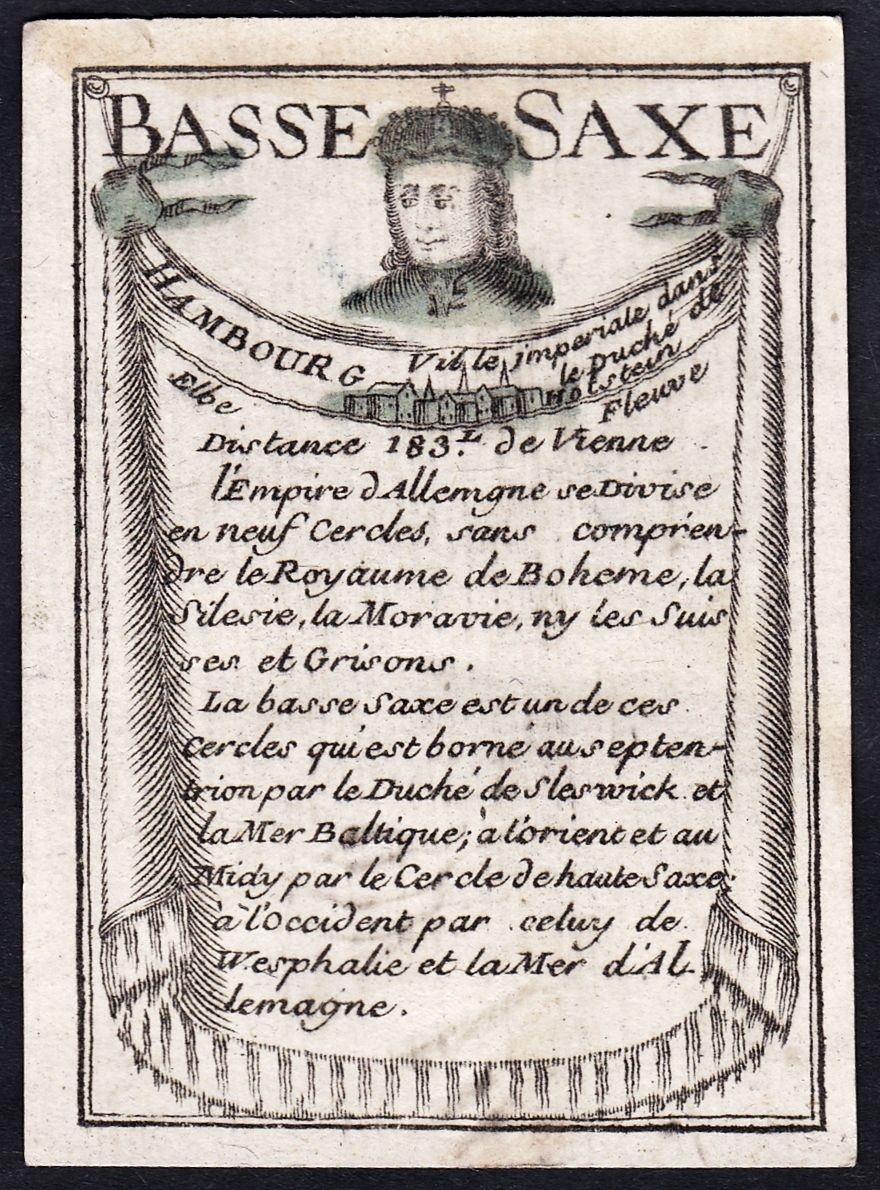 BASSE SAXE
HAMBOURG Ville imperiale dans
le Duché de
Holstein
Elbe Fleuve
Distance 183.L de Vienne
l'Empire d'Allemgne se Divise
en neuf Cercles, sans compren-
dre le Royaume de Boheme, la
Silesie, la Moravie, ny les Suis
ses et Grisons.
La basse Saxe est un de ces
Cercles qui est borné au septen-
trion par le Duché de Sleswick et
la Mer Baltique; à l'orient et au
Midy par le Cercle de haute Saxe;
à l'Occident par celuy de
Westphalie et la Mer d'Al
lemagne.